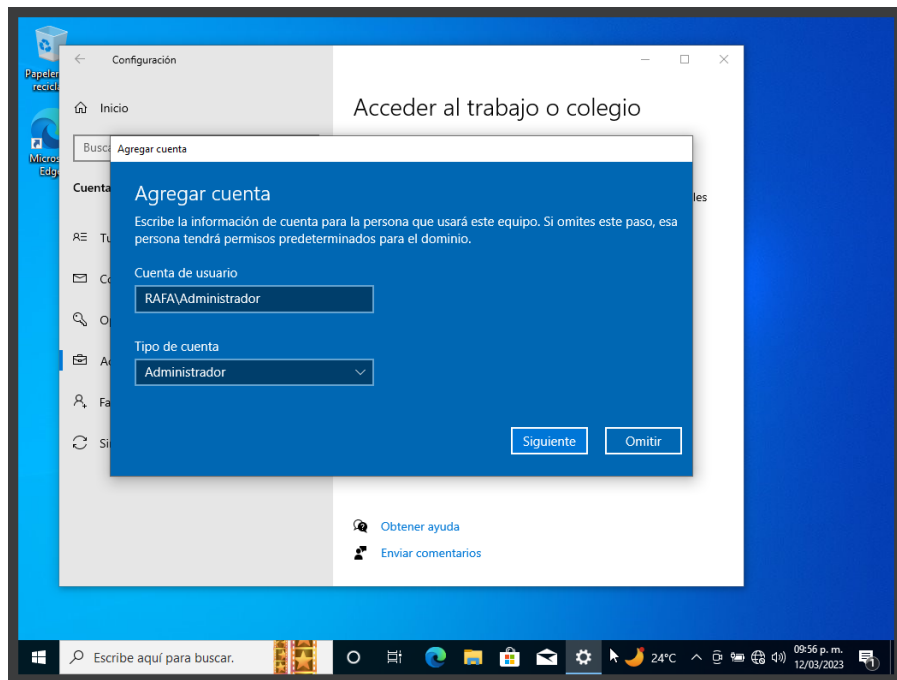 Papeler
recicl
Micros
Edg
Configuración
Inicio
Busca
Cuenta
Acceder al trabajo o colegio
les
Agregar cuenta
Agregar cuenta
Escribe la información de cuenta para la persona que usará este equipo. Si omites este paso, esa
persona tendrá permisos predeterminados para el dominio.
Cuenta de usuario
RAFA\Administrador
Tipo de cuenta
Administrador
Siguiente
Omitir
Tu
Co
Op
Ac
Fa
Si
Obtener ayuda
Enviar comentarios
Escribe aquí para buscar.
24°C
09:56 p. m.
12/03/2023
1